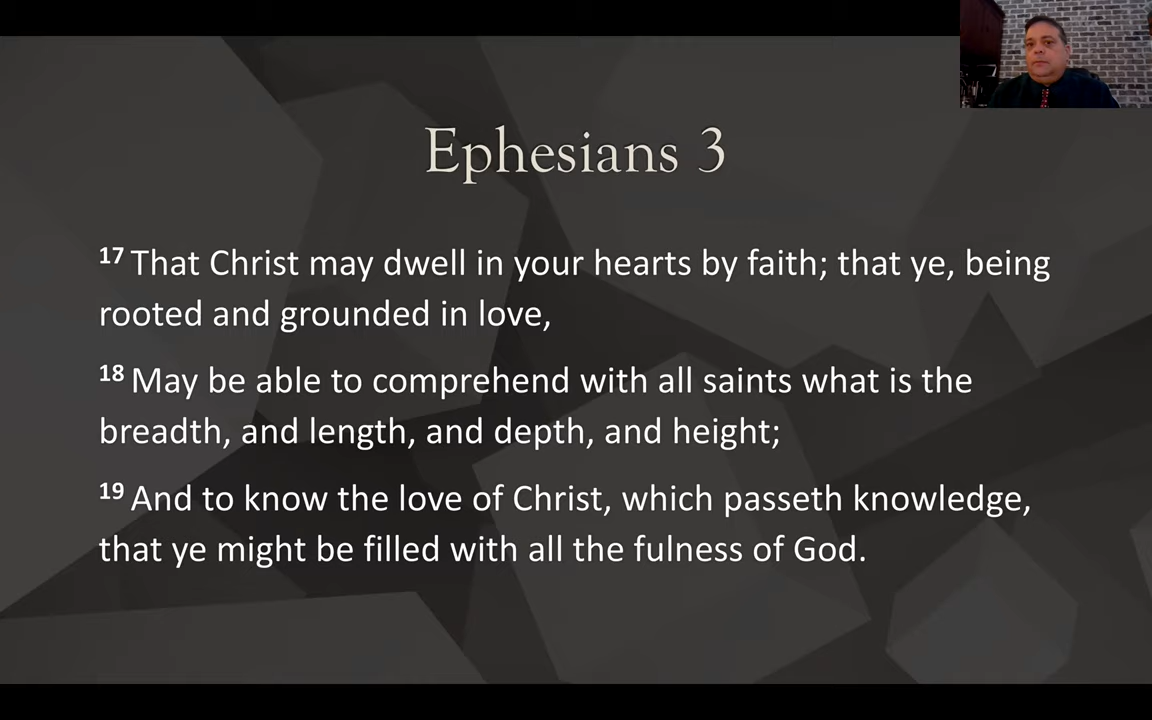 Ephesians 3
17 That Christ may dwell in your hearts by faith; that ye, being
rooted and grounded in love,
18 May be able to comprehend with all saints what is the
breadth, and length, and depth, and height;
19 And to know the love of Christ, which passeth knowledge,
that ye might be filled with all the fulness of God.